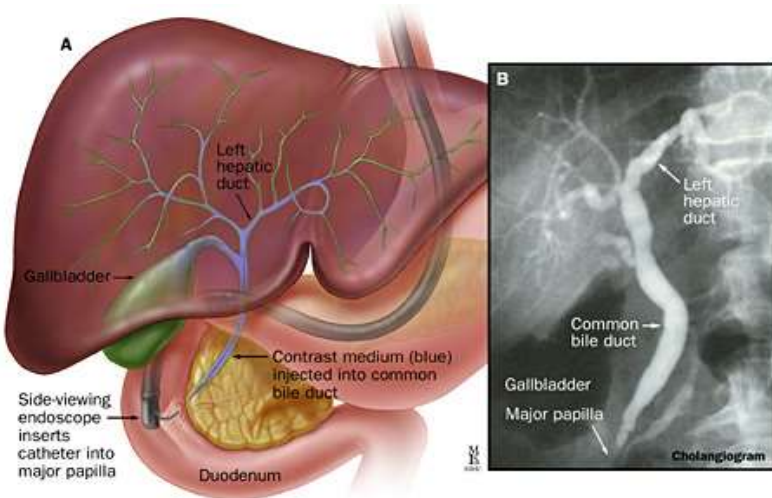 A
Left
hepatic
duct
Gallbladder
Contrast medium (blue)
injected into common
bile duct
Side-viewing
endoscope
inserts
catheter into
major papilla
Duodenum
B
Left
hepatic
duct
Common
bile duct
Gallbladder
Major papilla
Cholangiogram